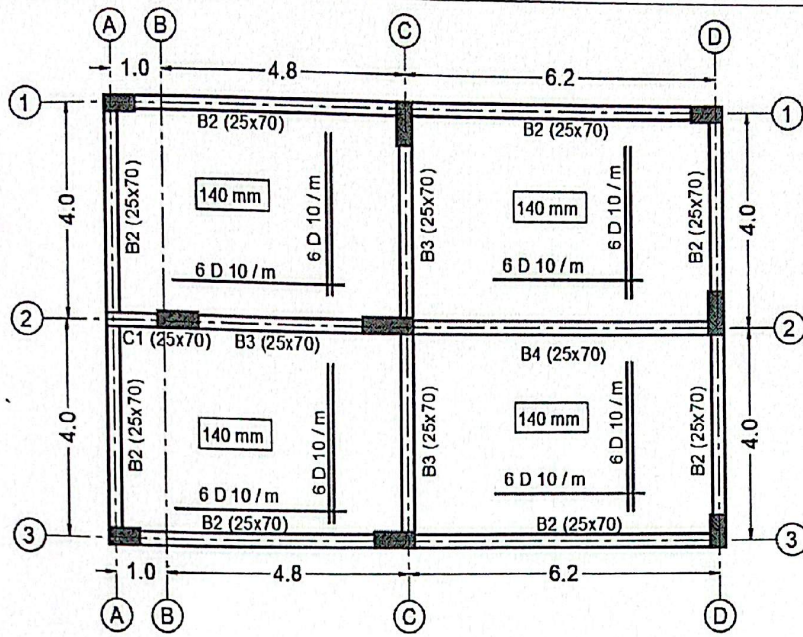 A B C D
1.0 4.8 6.2
1 1
B2 (25x70) B2 (25x70)
4.0 B2 (25x70) 140 mm 6 D 10 / m B3 (25x70) 140 mm 6 D 10 / m B2 (25x70) 4.0
6 D 10 / m 6 D 10 / m
2 2
C1 (25x70) B3 (25x70) B4 (25x70)
4.0 B2 (25x70) 140 mm 6 D 10 / m B3 (25x70) 140 mm 6 D 10 / m B2 (25x70) 4.0
6 D 10 / m 6 D 10 / m
B2 (25x70) B2 (25x70)
3 3
1.0 4.8 6.2
A B C D